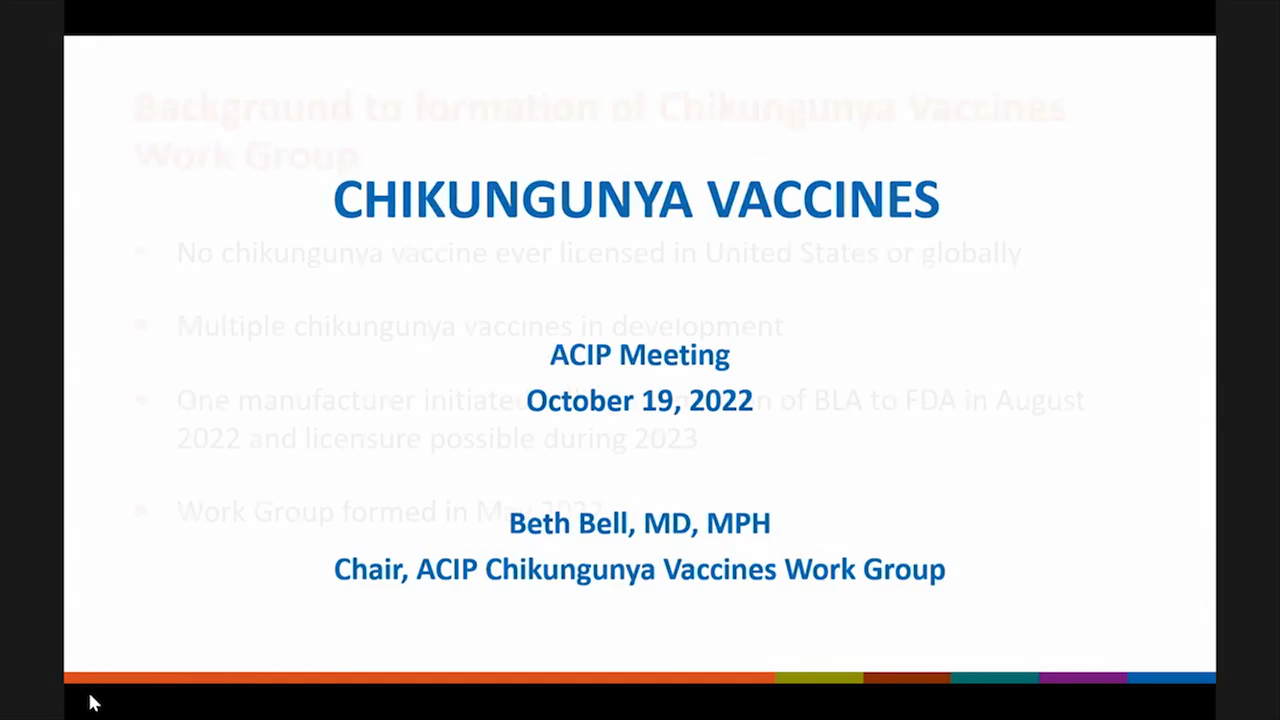 Background to formation of Chikungunya Vaccines
Work Group
CHIKUNGUNYA VACCINES
• No chikungunya vaccine ever licensed in United States or globally
• Multiple chikungunya vaccines in development
ACIP Meeting
• One manufacturer initiated of BLA to FDA in August
October 19, 2022
2022 and licensure possible during 2023
• Work Group formed in May 2022
Beth Bell, MD, MPH
Chair, ACIP Chikungunya Vaccines Work Group